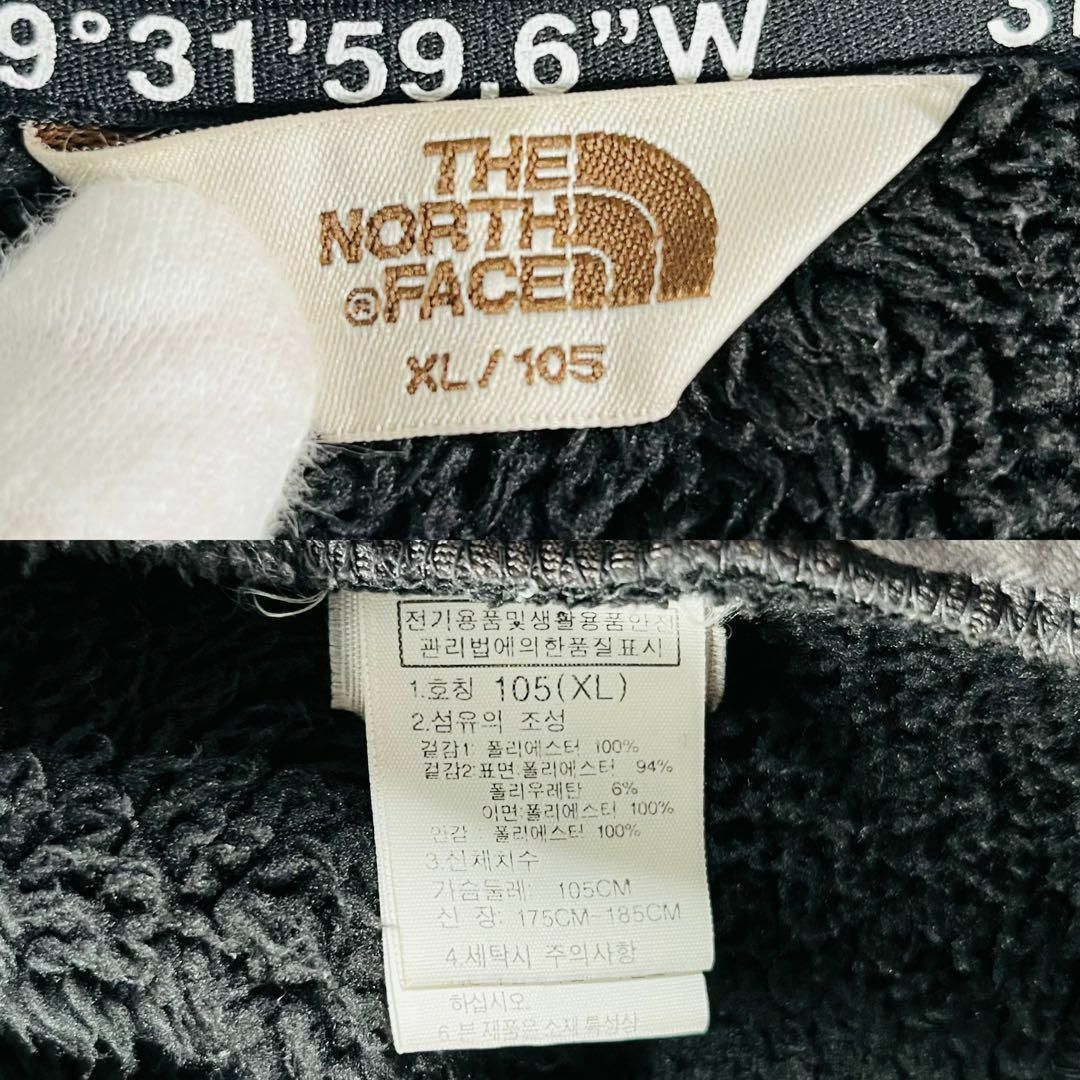 9°31’59.6”W
THE
NORTH
®FACE
XL/105
전기용품및생활용품안전
관리법에의한품질표시
1.호칭 105(XL)
2.섬유의 조성
겉감1: 폴리에스터 100%
겉감2:표면:폴리에스터 94%
폴리우레탄 6%
이면:폴리에스터 100%
안감 : 폴리에스터 100%
3.신체치수
가슴둘레: 105CM
신 장: 175CM~185CM
4.세탁시 주의사항
하십시오.
6.본 제품은 소재 특성상